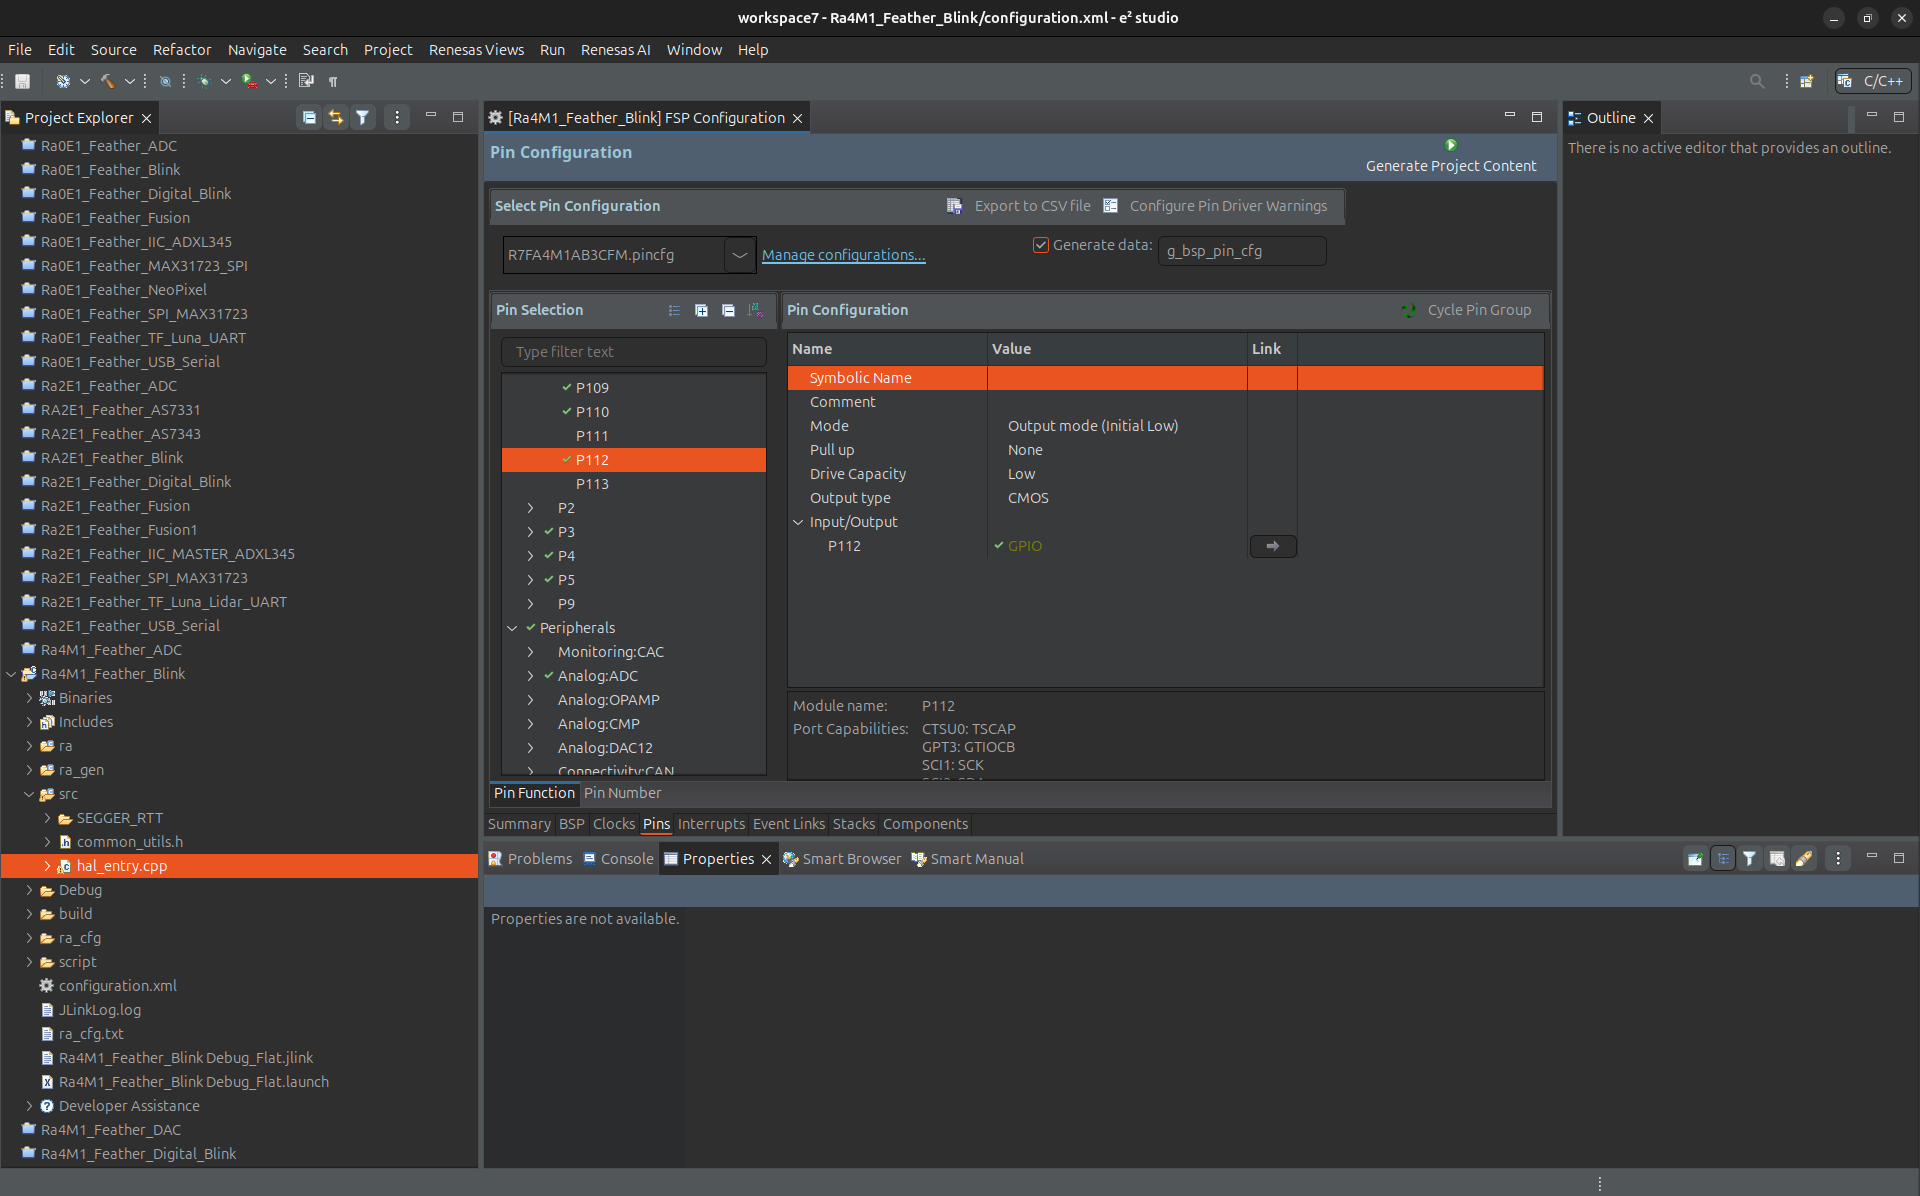 workspace7 - Ra4M1_Feather_Blink/configuration.xml - e² studio
File Edit Source Refactor Navigate Search Project Renesas Views Run Renesas AI Window Help
C/C++
Project Explorer
Ra0E1_Feather_ADC
Ra0E1_Feather_Blink
Ra0E1_Feather_Digital_Blink
Ra0E1_Feather_Fusion
Ra0E1_Feather_IIC_ADXL345
Ra0E1_Feather_MAX31723_SPI
Ra0E1_Feather_NeoPixel
Ra0E1_Feather_SPI_MAX31723
Ra0E1_Feather_TF_Luna_UART
Ra0E1_Feather_USB_Serial
Ra2E1_Feather_ADC
RA2E1_Feather_AS7331
RA2E1_Feather_AS7343
RA2E1_Feather_Blink
Ra2E1_Feather_Digital_Blink
Ra2E1_Feather_Fusion
Ra2E1_Feather_Fusion1
Ra2E1_Feather_IIC_MASTER_ADXL345
Ra2E1_Feather_SPI_MAX31723
Ra2E1_Feather_TF_Luna_Lidar_UART
Ra2E1_Feather_USB_Serial
Ra4M1_Feather_ADC
Ra4M1_Feather_Blink
Binaries
Includes
ra
ra_gen
src
SEGGER_RTT
common_utils.h
hal_entry.cpp
Debug
build
ra_cfg
script
configuration.xml
JLinkLog.log
ra_cfg.txt
Ra4M1_Feather_Blink Debug_Flat.jlink
Ra4M1_Feather_Blink Debug_Flat.launch
Developer Assistance
Ra4M1_Feather_DAC
Ra4M1_Feather_Digital_Blink
[Ra4M1_Feather_Blink] FSP Configuration
Pin Configuration
Generate Project Content
Select Pin Configuration
Export to CSV file
Configure Pin Driver Warnings
R7FA4M1AB3CFM.pincfg
Manage configurations...
Generate data:
g_bsp_pin_cfg
Pin Selection
Type filter text
P109
P110
P111
P112
P113
P2
P3
P4
P5
P9
Peripherals
Monitoring:CAC
Analog:ADC
Analog:OPAMP
Analog:CMP
Analog:DAC12
Connectivity:CAN
Pin Configuration
Cycle Pin Group
Name Value Link
Symbolic Name
Comment
Mode Output mode (Initial Low)
Pull up None
Drive Capacity Low
Output type CMOS
Input/Output
P112 GPIO
Module name: P112
Port Capabilities: CTSU0: TSCAP
GPT3: GTIOCB
SCI1: SCK
Pin Function Pin Number
Summary BSP Clocks Pins Interrupts Event Links Stacks Components
Problems Console Properties Smart Browser Smart Manual
Properties are not available.
Outline
There is no active editor that provides an outline.